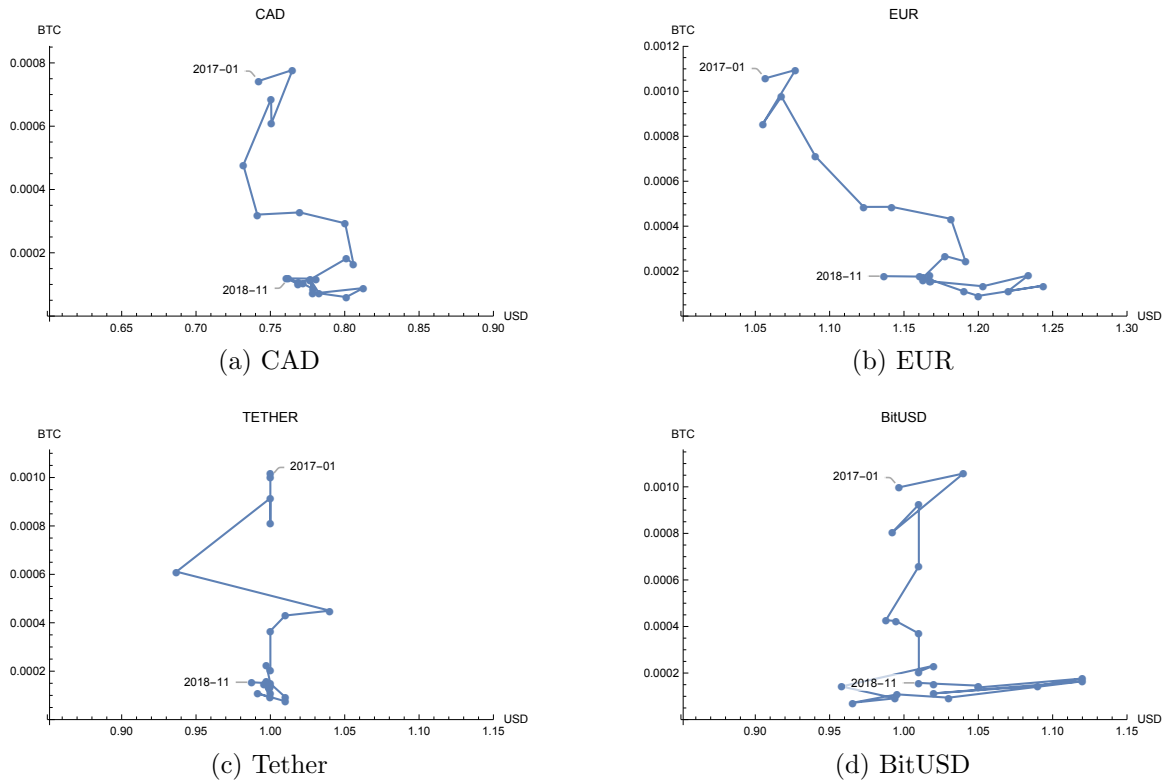 CAD
BTC
0.0008
0.0006
0.0004
0.0002
2017-01
2018-11
0.65 0.70 0.75 0.80 0.85 0.90
USD
(a) CAD
EUR
BTC
0.0012
0.0010
0.0008
0.0006
0.0004
0.0002
2017-01
2018-11
1.05 1.10 1.15 1.20 1.25 1.30
USD
(b) EUR
TETHER
BTC
0.0010
0.0008
0.0006
0.0004
0.0002
2017-01
2018-11
0.90 0.95 1.00 1.05 1.10 1.15
USD
(c) Tether
BitUSD
BTC
0.0010
0.0008
0.0006
0.0004
0.0002
2017-01
2018-11
0.90 0.95 1.00 1.05 1.10 1.15
USD
(d) BitUSD